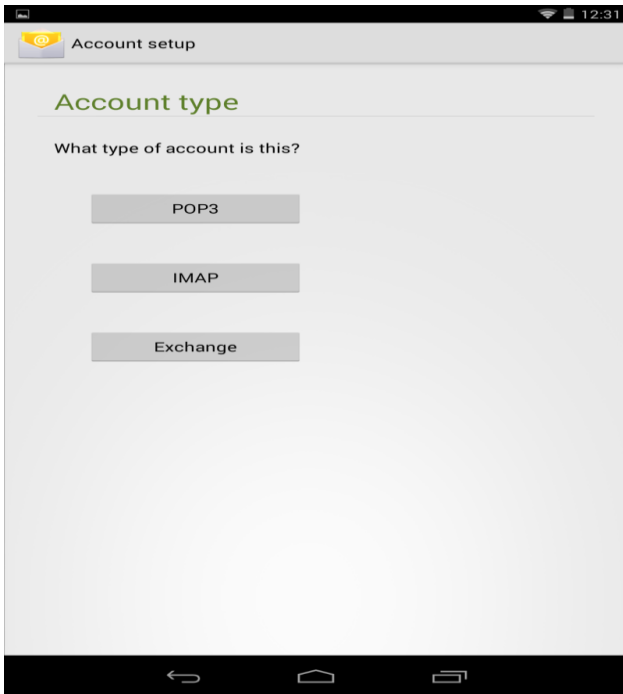 12:31
Account setup
Account type
What type of account is this?
POP3
IMAP
Exchange